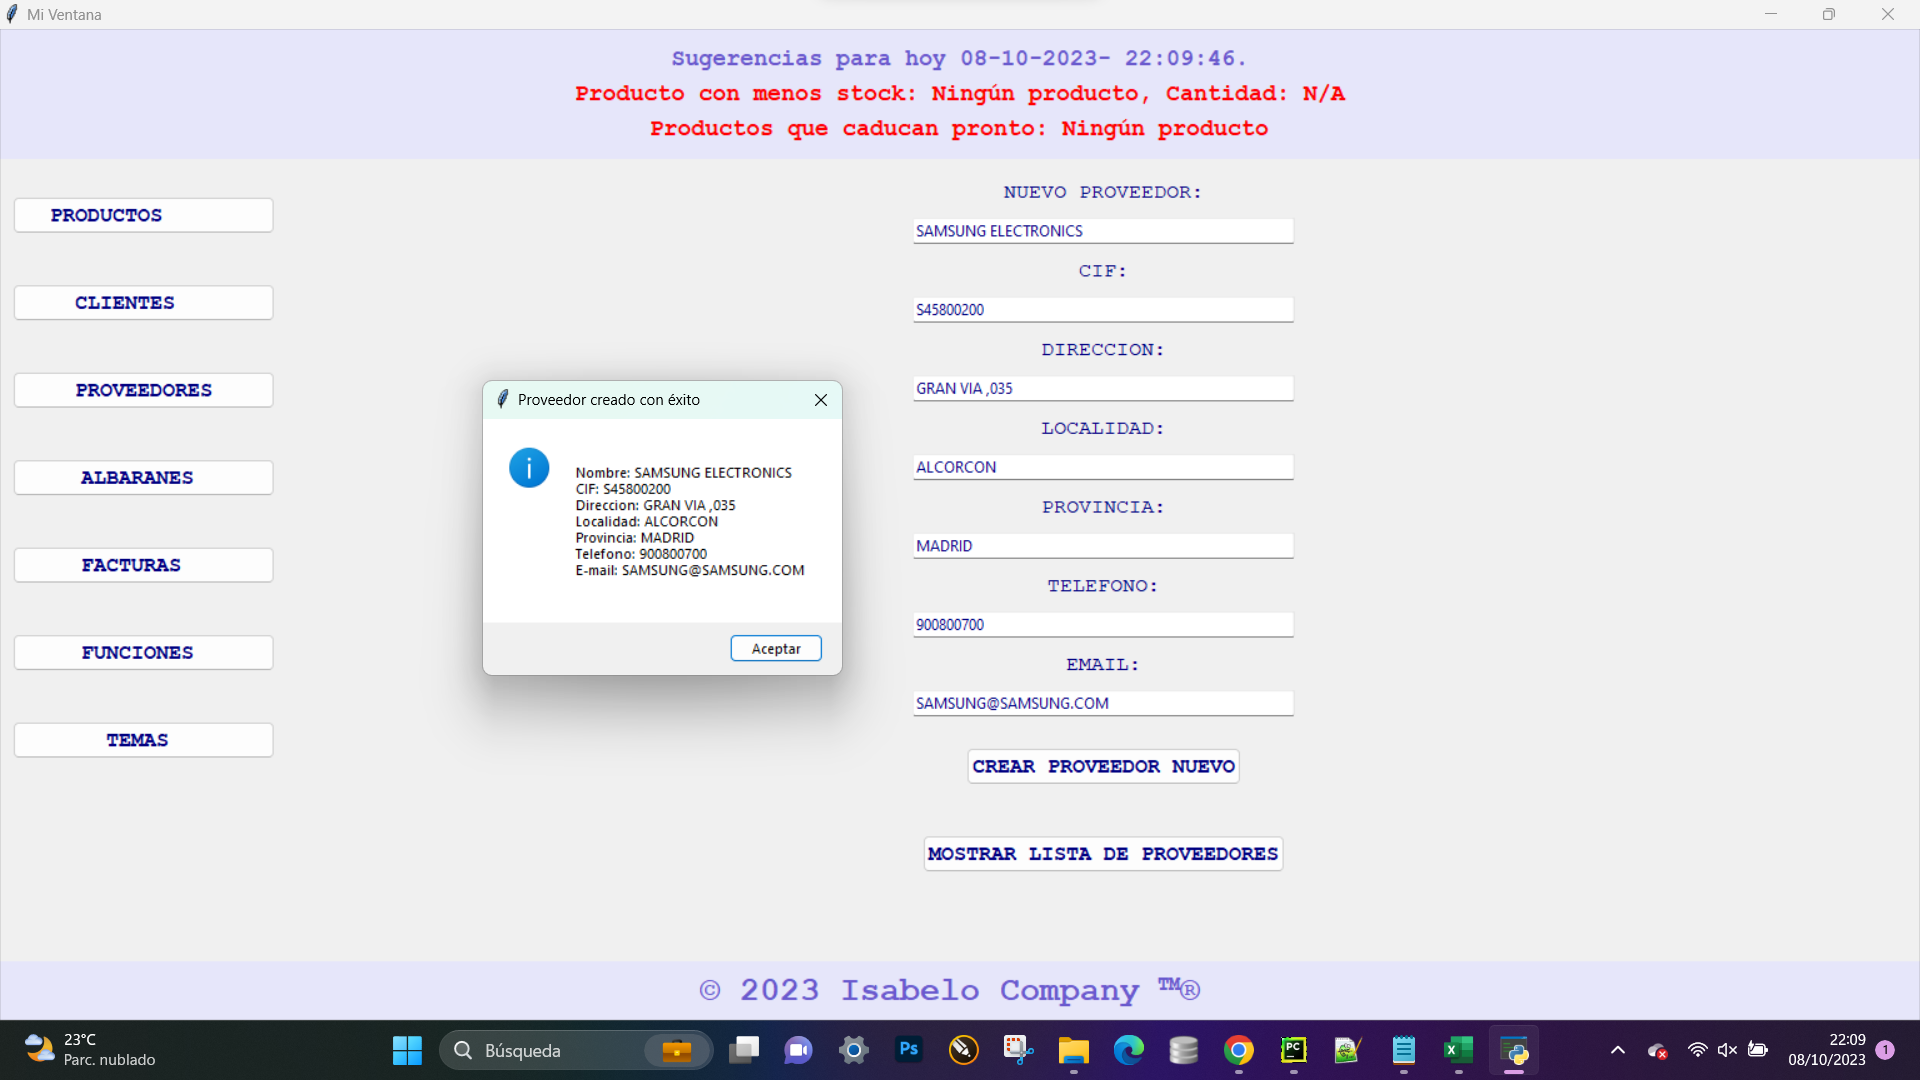 Mi Ventana
Sugerencias para hoy 08-10-2023- 22:09:46.
Producto con menos stock: Ningún producto, Cantidad: N/A
Productos que caducan pronto: Ningún producto
PRODUCTOS
CLIENTES
PROVEEDORES
ALBARANES
FACTURAS
FUNCIONES
TEMAS
Proveedor creado con éxito
Nombre: SAMSUNG ELECTRONICS
CIF: S45800200
Direccion: GRAN VIA ,035
Localidad: ALCORCON
Provincia: MADRID
Telefono: 900800700
E-mail: SAMSUNG@SAMSUNG.COM
Aceptar
NUEVO PROVEEDOR:
SAMSUNG ELECTRONICS
CIF:
S45800200
DIRECCION:
GRAN VIA ,035
LOCALIDAD:
ALCORCON
PROVINCIA:
MADRID
TELEFONO:
900800700
EMAIL:
SAMSUNG@SAMSUNG.COM
CREAR PROVEEDOR NUEVO
MOSTRAR LISTA DE PROVEEDORES
© 2023 Isabelo Company ™®
23°C
Parc. nublado
Búsqueda
Ps
PC
X
22:09
08/10/2023
1